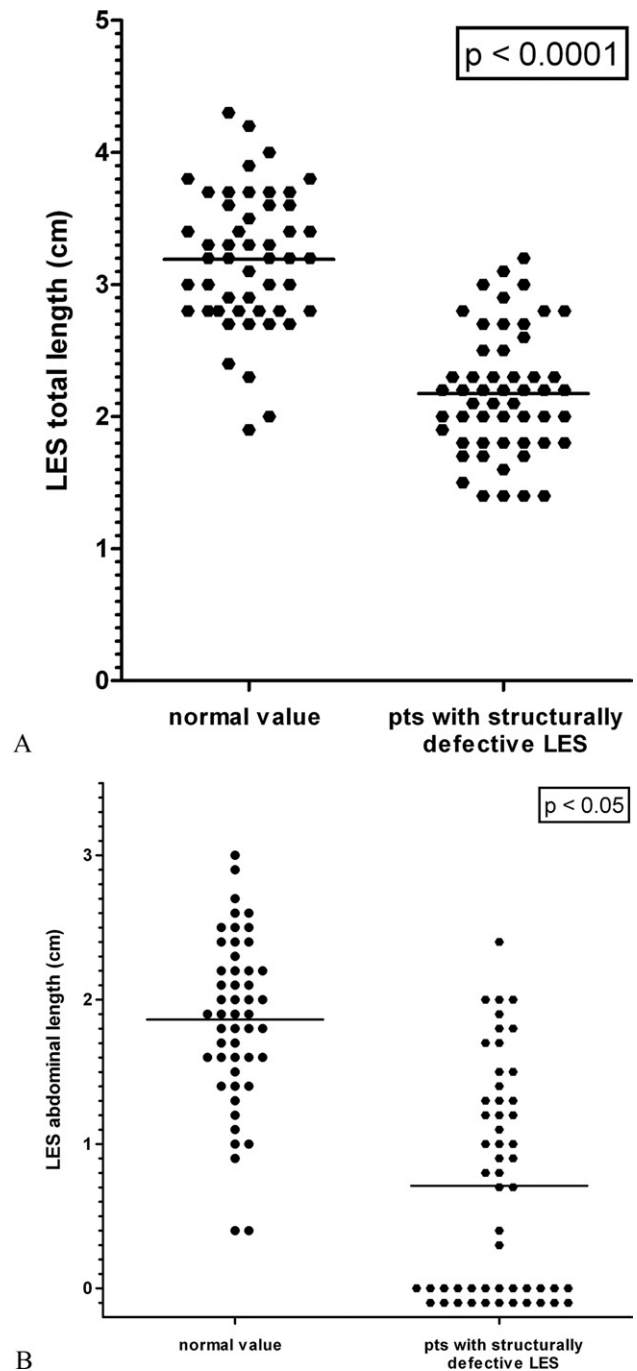 p < 0.0001
5
4
3
2
1
0
LES total length (cm)
normal value
pts with structurally
defective LES
A
p < 0.05
3
2
1
0
LES abdominal length (cm)
normal value
pts with structurally
defective LES
B